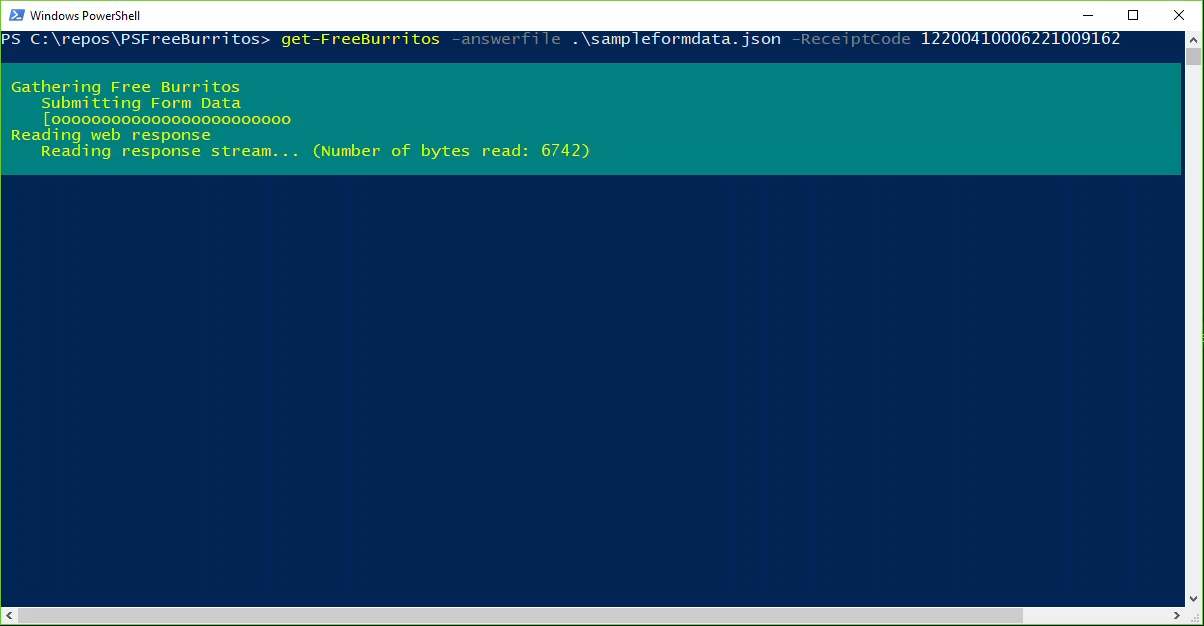 Windows PowerShell
PS C:\repos\PSFreeBurritos> get-FreeBurritos -answerfile .\sampleformdata.json -ReceiptCode 12200410006221009162
Gathering Free Burritos
Submitting Form Data
[oooooooooooooooooooooooo
Reading web response
Reading response stream... (Number of bytes read: 6742)